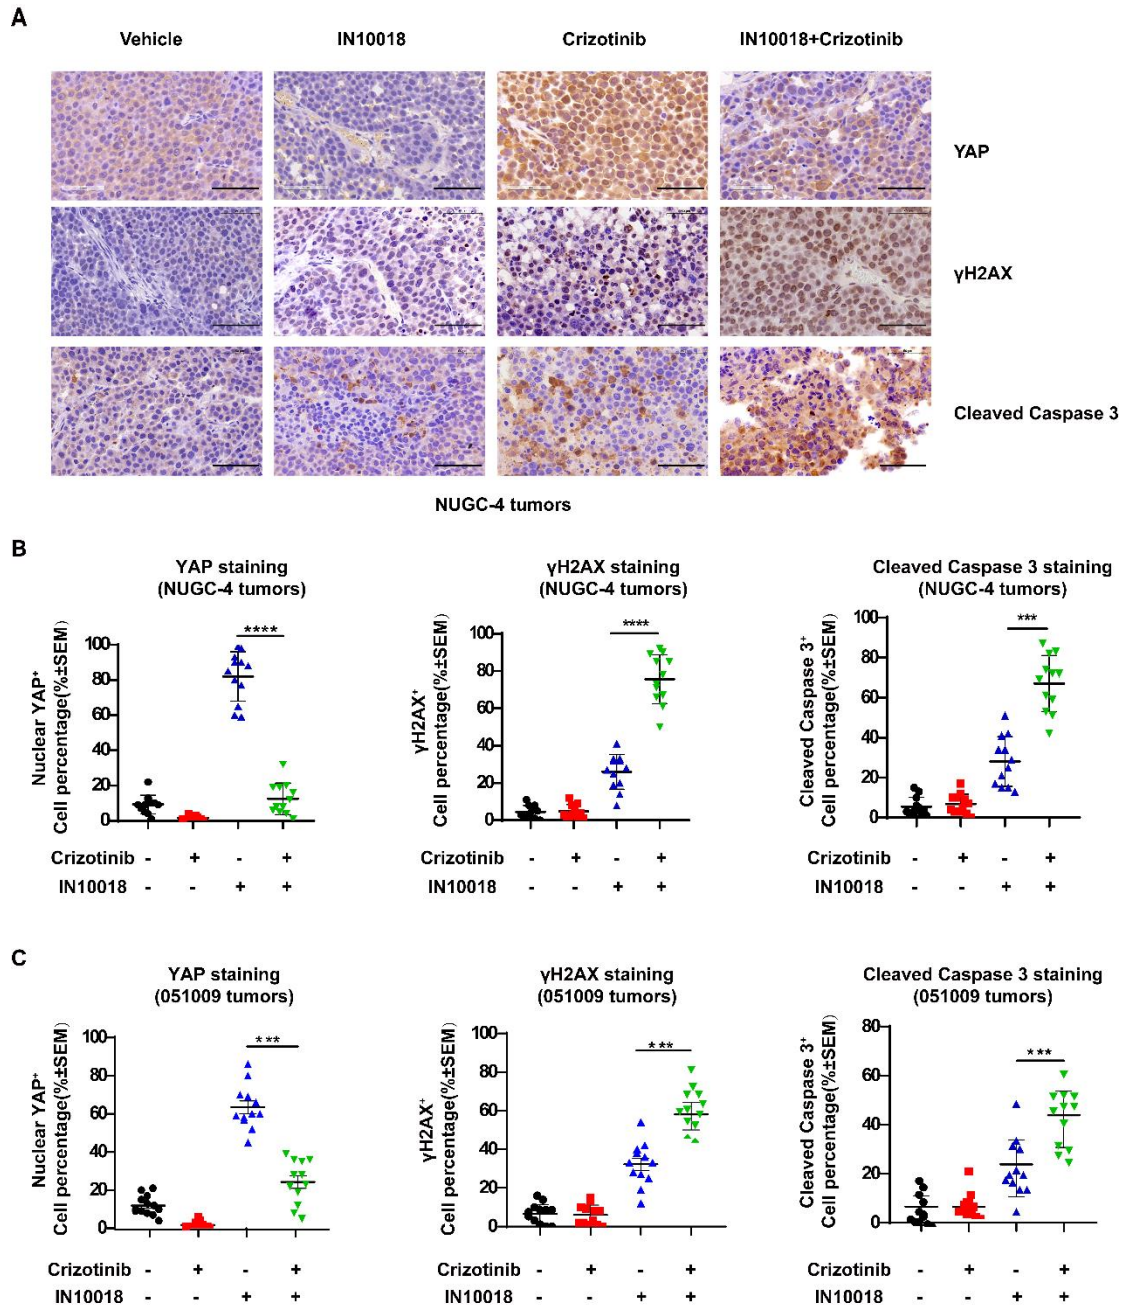 A
Vehicle IN10018 Crizotinib IN10018+Crizotinib
YAP
γH2AX
Cleaved Caspase 3
NUGC-4 tumors
B
YAP staining
(NUGC-4 tumors)
Nuclear YAP+
Cell percentage(%±SEM)
100
80
60
40
20
0
****
γH2AX staining
(NUGC-4 tumors)
γH2AX+
Cell percentage(%±SEM)
100
80
60
40
20
0
****
Cleaved Caspase 3 staining
(NUGC-4 tumors)
Cleaved Caspase 3+
Cell percentage(%±SEM)
100
80
60
40
20
0
***
Crizotinib - + - + Crizotinib - + - + Crizotinib - + - +
IN10018 - - + + IN10018 - - + + IN10018 - - + +
C
YAP staining
(051009 tumors)
Nuclear YAP+
Cell percentage(%±SEM)
100
80
60
40
20
0
***
γH2AX staining
(051009 tumors)
γH2AX+
Cell percentage(%±SEM)
100
80
60
40
20
0
***
Cleaved Caspase 3 staining
(051009 tumors)
Cleaved Caspase 3+
Cell percentage(%±SEM)
80
60
40
20
0
***
Crizotinib - + - + Crizotinib - + - + Crizotinib - + - +
IN10018 - - + + IN10018 - - + + IN10018 - - + +